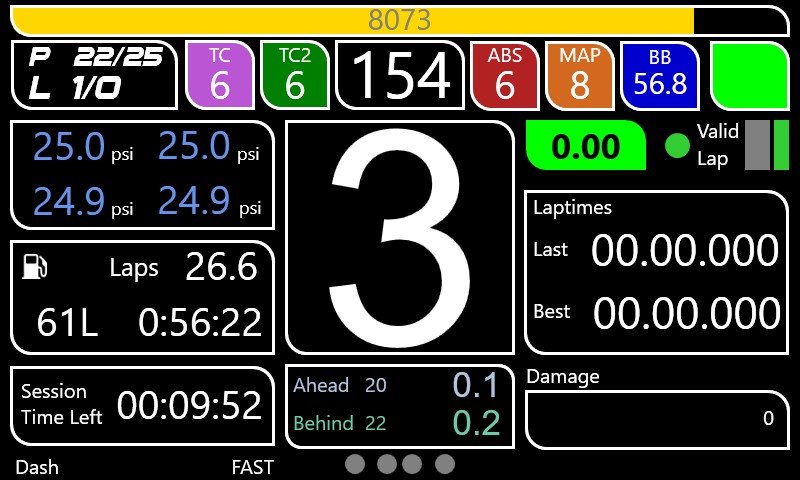 8073
P 22/25
L 1/0
TC
6
TC2
6
154
ABS
6
MAP
8
BB
56.8
25.0 psi 25.0 psi
24.9 psi 24.9 psi
3
0.00
Valid
Lap
Laptimes
Last 00.00.000
Best 00.00.000
Laps 26.6
61L 0:56:22
Session
Time Left 00:09:52
Ahead 20 0.1
Behind 22 0.2
Damage
0
Dash FAST